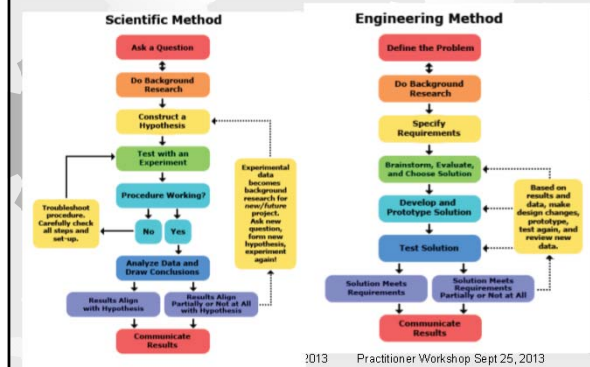 Scientific Method
Ask a Question
Do Background
Research
Construct a
Hypothesis
Test with an
Experiment
Procedure Working?
No
Yes
Troubleshoot
procedure.
Carefully check
all steps and
set-up.
Experimental
data
becomes
background
research for
new/future
project.
Ask new
question,
form new
hypothesis,
experiment
again!
Analyze Data and
Draw Conclusions
Results Align
with Hypothesis
Results Align
Partially or Not at All
with Hypothesis
Communicate
Results
Engineering Method
Define the Problem
Do Background
Research
Specify
Requirements
Brainstorm, Evaluate,
and Choose Solution
Develop and
Prototype Solution
Based on
results and
data, make
design changes,
prototype,
test again, and
review new
data.
Test Solution
Solution Meets
Requirements
Solution Meets
Requirements
Partially or Not at All
Communicate
Results
2013 Practitioner Workshop Sept 25, 2013